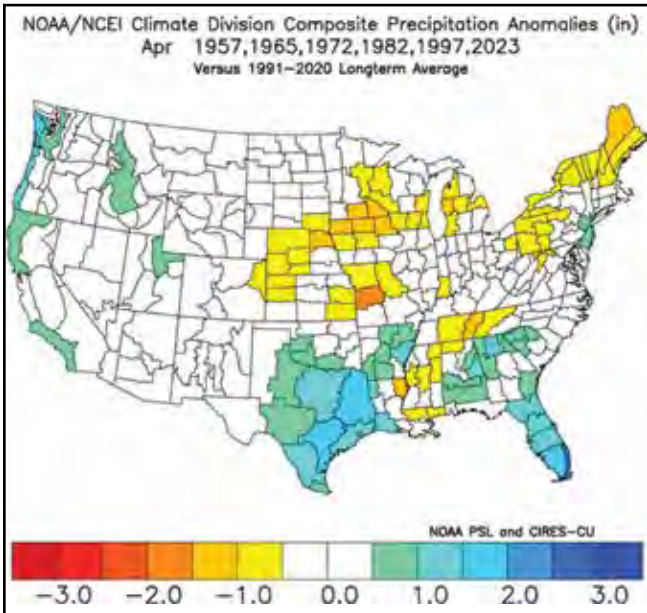 NOAA/NCEI Climate Division Composite Precipitation Anomalies (in)
Apr 1957,1965,1972,1982,1997,2023
Versus 1991–2020 Longterm Average
NOAA PSL and CIRES-CU
-3.0 -2.0 -1.0 0.0 1.0 2.0 3.0